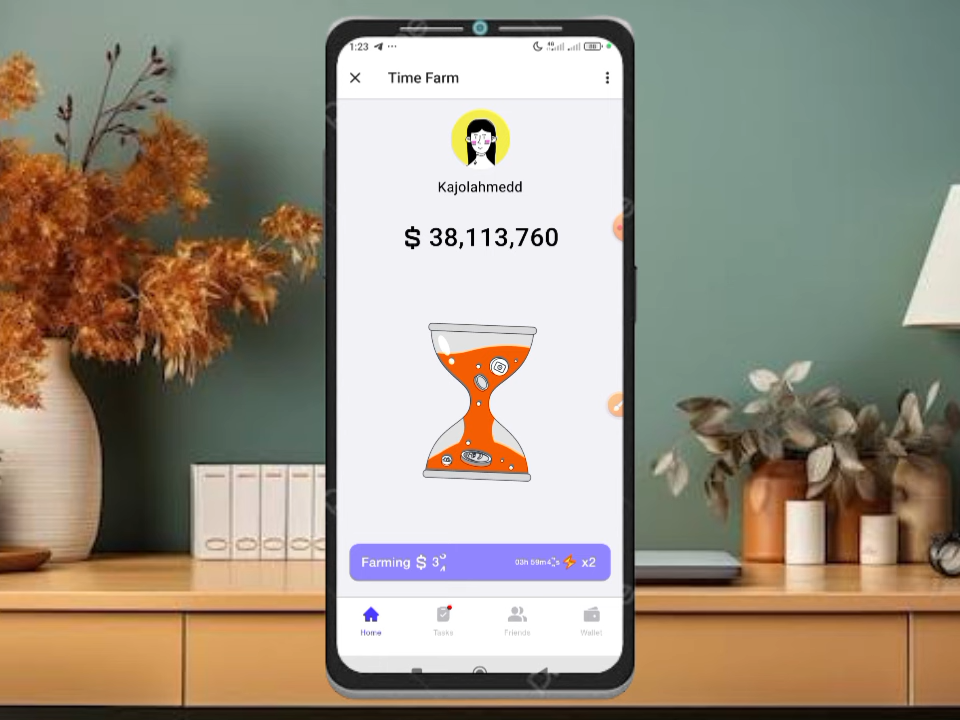 1:23
Time Farm
Kajolahmedd
$ 38,113,760
Farming $ 3
x2
Home
Tasks
Friends
Wallet